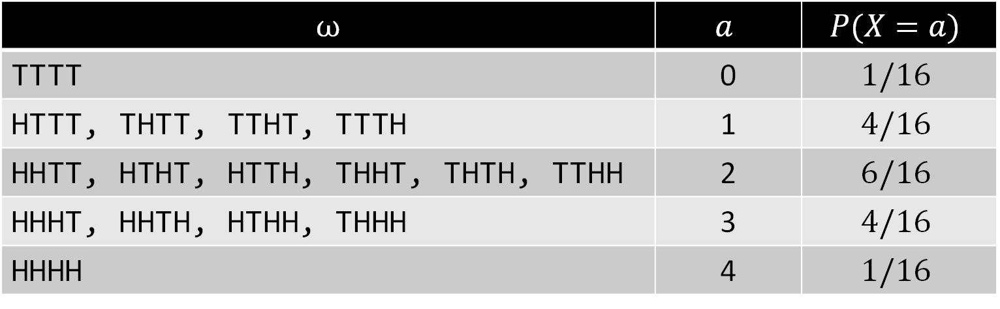 ω a P(X = a)
TTTT 0 1/16
HTTT, THTT, TTHT, TTTH 1 4/16
HHTT, HTHT, HTTH, THHT, THTH, TTHH 2 6/16
HHHT, HHTH, HTHH, THHH 3 4/16
HHHH 4 1/16